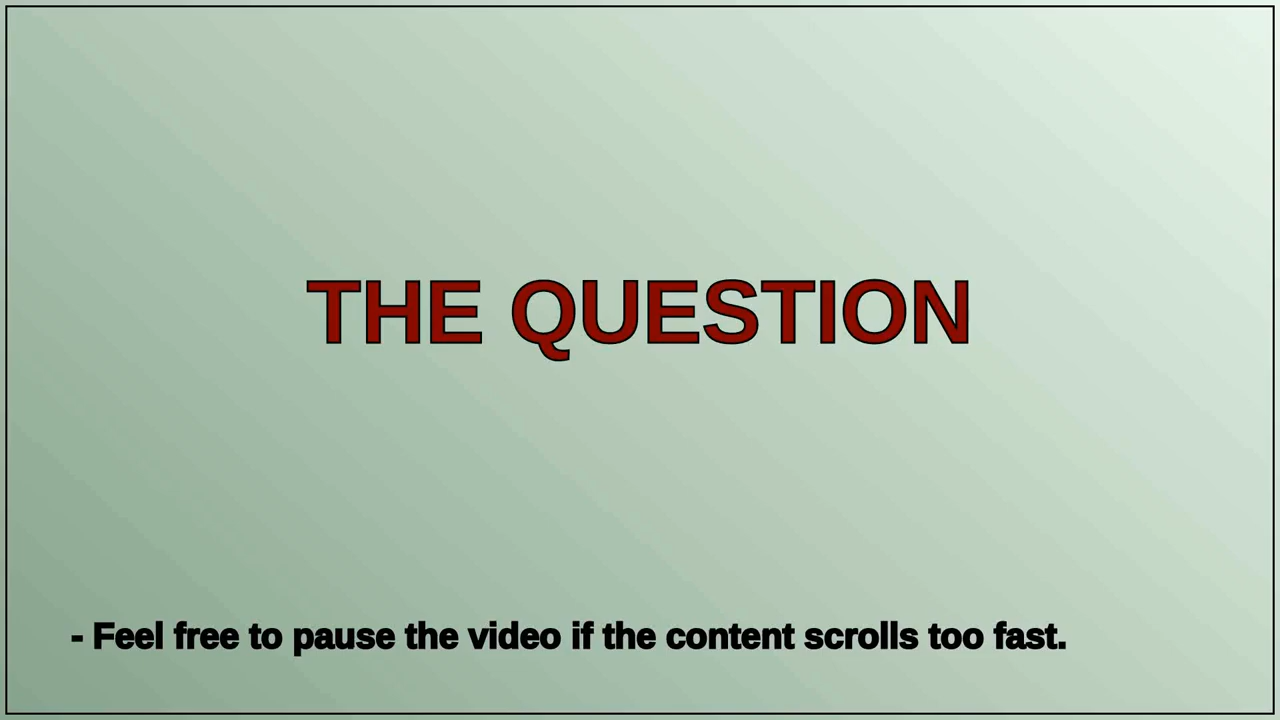 THE QUESTION
- Feel free to pause the video if the content scrolls too fast.